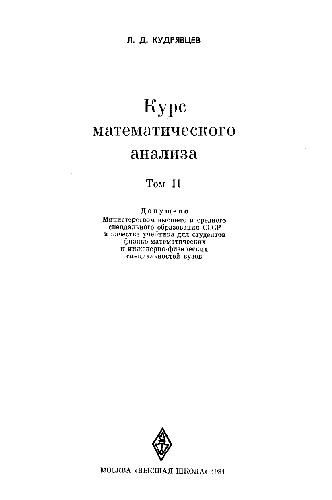 Л. Д. КУДРЯВЦЕВ
Курс
математического
анализа
Том II
Допущено
Министерством высшего и среднего
специального образования СССР
в качестве учебника для студентов
физико-математических
и инженерно-физических
специальностей вузов
МОСКВА «ВЫСШАЯ ШКОЛА» 1981